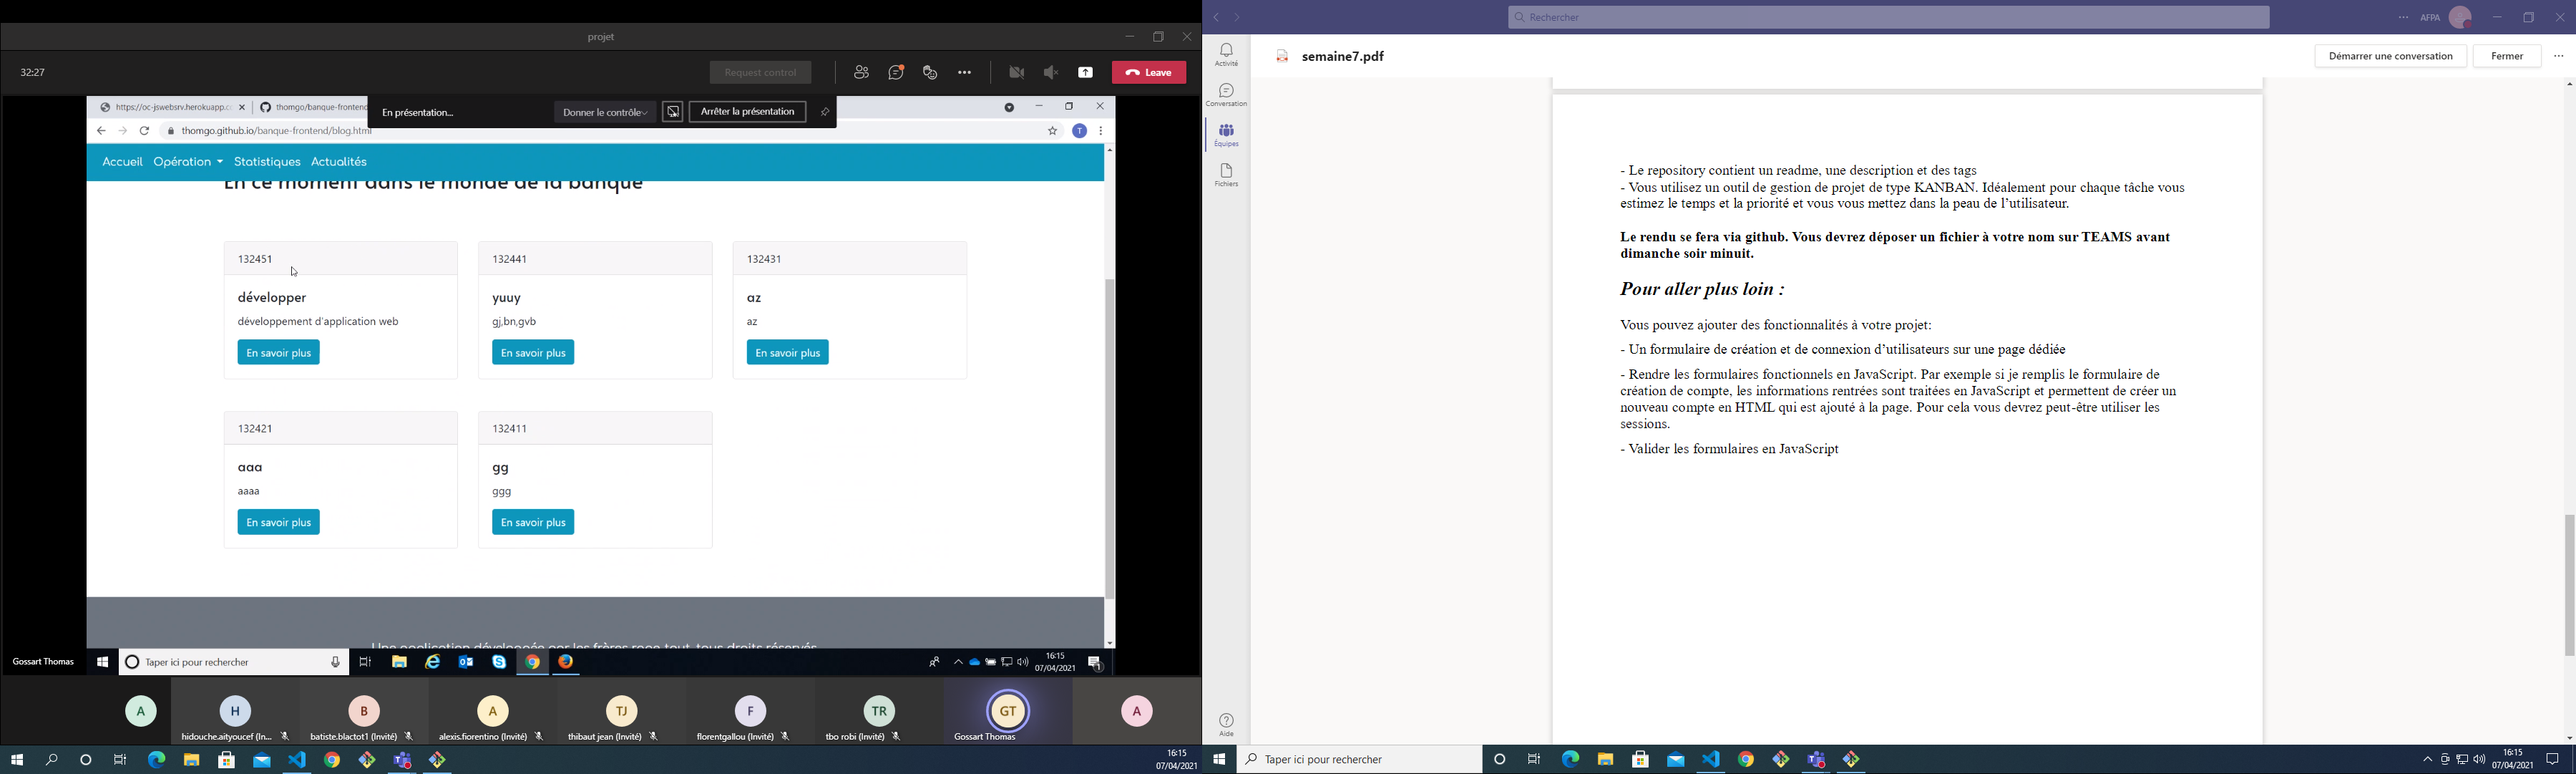 projet
32:27
Request control
Leave
https://oc-jswebsrv.herokuapp.c
thomgo/banque-frontend
En présentation...
Donner le contrôle
Arrêter la présentation
thomgo.github.io/banque-frontend/blog.html
T
Accueil Opération Statistiques Actualités
En ce moment dans le monde de la banque
132451
développer
développement d'application web
En savoir plus
132441
yuuy
gj,bn,gvb
En savoir plus
132431
az
az
En savoir plus
132421
aaa
aaaa
En savoir plus
132411
gg
ggg
En savoir plus
Une application développée par les frères tout tous droits réservés
Gossart Thomas
Taper ici pour rechercher
16:15
07/04/2021
1
A
H
hidouche.aityoucef (In...
B
batiste.blactot1 (Invité)
A
alexis.fiorentino (Invité)
TJ
thibaut jean (Invité)
F
florentgallou (Invité)
TR
tbo robi (Invité)
GT
Gossart Thomas
A
16:15
07/04/2021
Rechercher
AFPA
Activité
Conversation
Équipes
Fichiers
Aide
semaine7.pdf
Démarrer une conversation
Fermer
- Le repository contient un readme, une description et des tags
- Vous utilisez un outil de gestion de projet de type KANBAN. Idéalement pour chaque tâche vous
estimez le temps et la priorité et vous vous mettez dans la peau de l'utilisateur.
Le rendu se fera via github. Vous devrez déposer un fichier à votre nom sur TEAMS avant
dimanche soir minuit.
Pour aller plus loin :
Vous pouvez ajouter des fonctionnalités à votre projet:
- Un formulaire de création et de connexion d'utilisateurs sur une page dédiée
- Rendre les formulaires fonctionnels en JavaScript. Par exemple si je remplis le formulaire de
création de compte, les informations rentrées sont traitées en JavaScript et permettent de créer un
nouveau compte en HTML qui est ajouté à la page. Pour cela vous devrez peut-être utiliser les
sessions.
- Valider les formulaires en JavaScript
Taper ici pour rechercher
16:15
07/04/2021